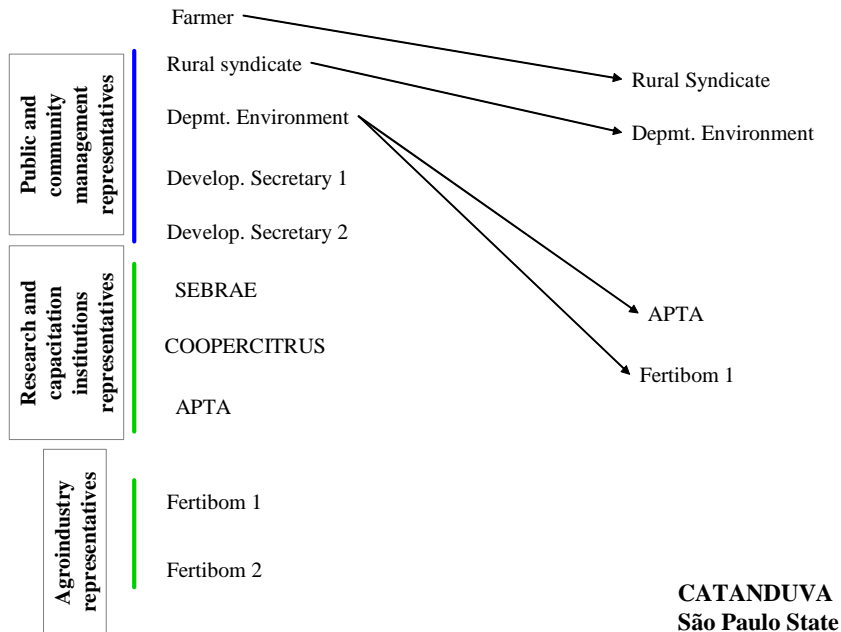 Farmer
Public and
community
management
representatives
Rural syndicate
Depmt. Environment
Develop. Secretary 1
Develop. Secretary 2
Research and
capacitation
institutions
representatives
SEBRAE
COOPERCITRUS
APTA
Agroindustry
representatives
Fertibom 1
Fertibom 2
Rural Syndicate
Depmt. Environment
APTA
Fertibom 1
CATANDUVA
São Paulo State